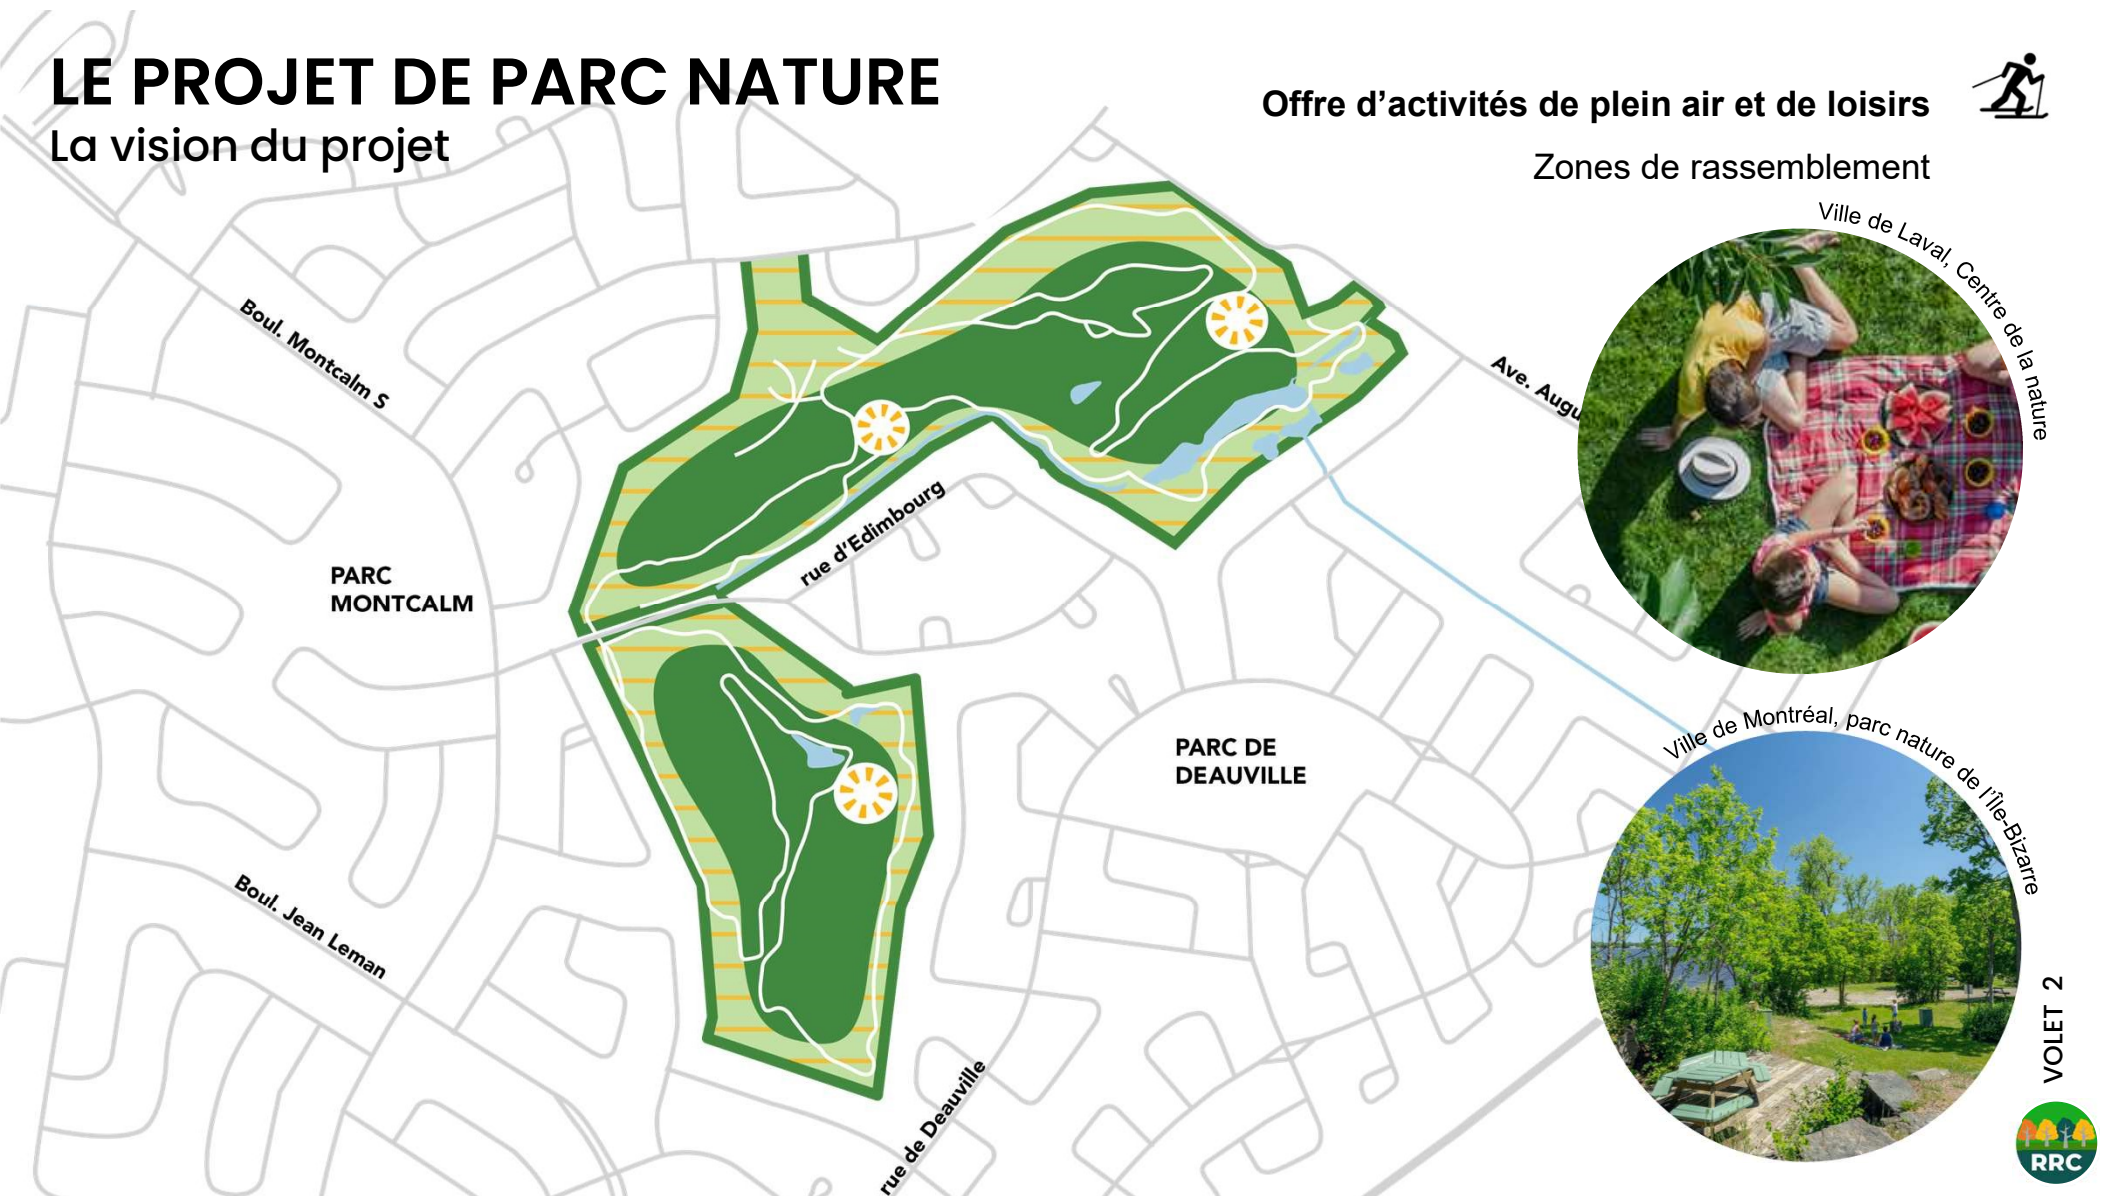 LE PROJET DE PARC NATURE
La vision du projet
Offre d’activités de plein air et de loisirs
Zones de rassemblement
Ville de Laval, Centre de la nature
Boul. Montcalm S
Ave. Augu
rue d’Edimbourg
PARC
MONTCALM
PARC DE
DEAUVILLE
Ville de Montréal, parc nature de l’Île-Bizarre
Boul. Jean Leman
rue de Deauville
VOLET 2
RRC